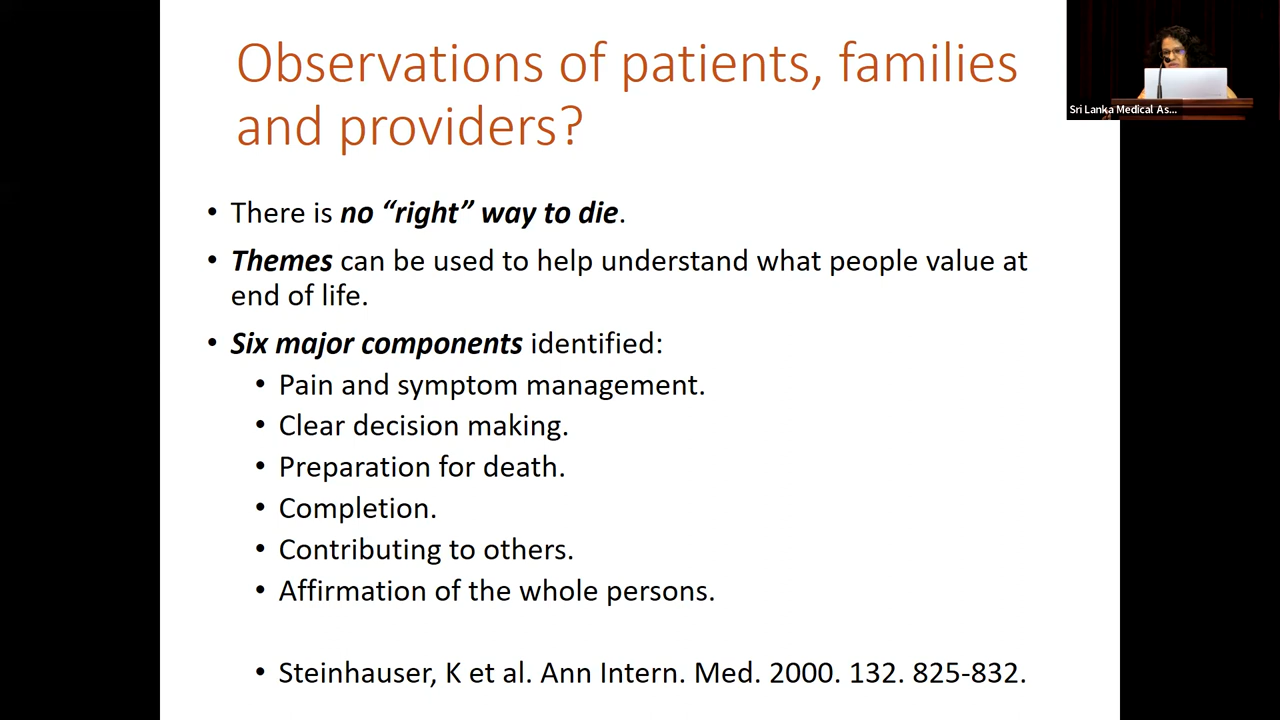 Observations of patients, families
and providers?
Sri Lanka Medical As...
• There is no “right” way to die.
• Themes can be used to help understand what people value at
end of life.
• Six major components identified:
• Pain and symptom management.
• Clear decision making.
• Preparation for death.
• Completion.
• Contributing to others.
• Affirmation of the whole persons.
• Steinhauser, K et al. Ann Intern. Med. 2000. 132. 825-832.